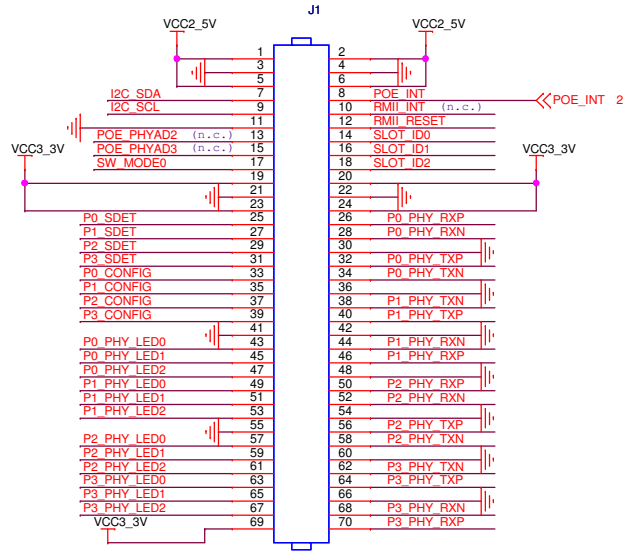 J1
VCC2_5V VCC2_5V
1 2
3 4
5 6
I2C_SDA 7 8 POE_INT POE_INT 2
I2C_SCL 9 10 RMII_INT (n.c.)
11 12 RMII_RESET
POE_PHYAD2 (n.c.) 13 14 SLOT_ID0
VCC3_3V POE_PHYAD3 (n.c.) 15 16 SLOT_ID1 VCC3_3V
SW_MODE0 17 18 SLOT_ID2
19 20
21 22
23 24
P0_SDET 25 26 P0_PHY_RXP
P1_SDET 27 28 P0_PHY_RXN
P2_SDET 29 30
P3_SDET 31 32 P0_PHY_TXP
P0_CONFIG 33 34 P0_PHY_TXN
P1_CONFIG 35 36
P2_CONFIG 37 38 P1_PHY_TXN
P3_CONFIG 39 40 P1_PHY_TXP
41 42
P0_PHY_LED0 43 44 P1_PHY_RXN
P0_PHY_LED1 45 46 P1_PHY_RXP
P0_PHY_LED2 47 48
P1_PHY_LED0 49 50 P2_PHY_RXP
P1_PHY_LED1 51 52 P2_PHY_RXN
P1_PHY_LED2 53 54
55 56 P2_PHY_TXP
P2_PHY_LED0 57 58 P2_PHY_TXN
P2_PHY_LED1 59 60
P2_PHY_LED2 61 62 P3_PHY_TXN
P3_PHY_LED0 63 64 P3_PHY_TXP
P3_PHY_LED1 65 66
P3_PHY_LED2 67 68 P3_PHY_RXN
VCC3_3V 69 70 P3_PHY_RXP